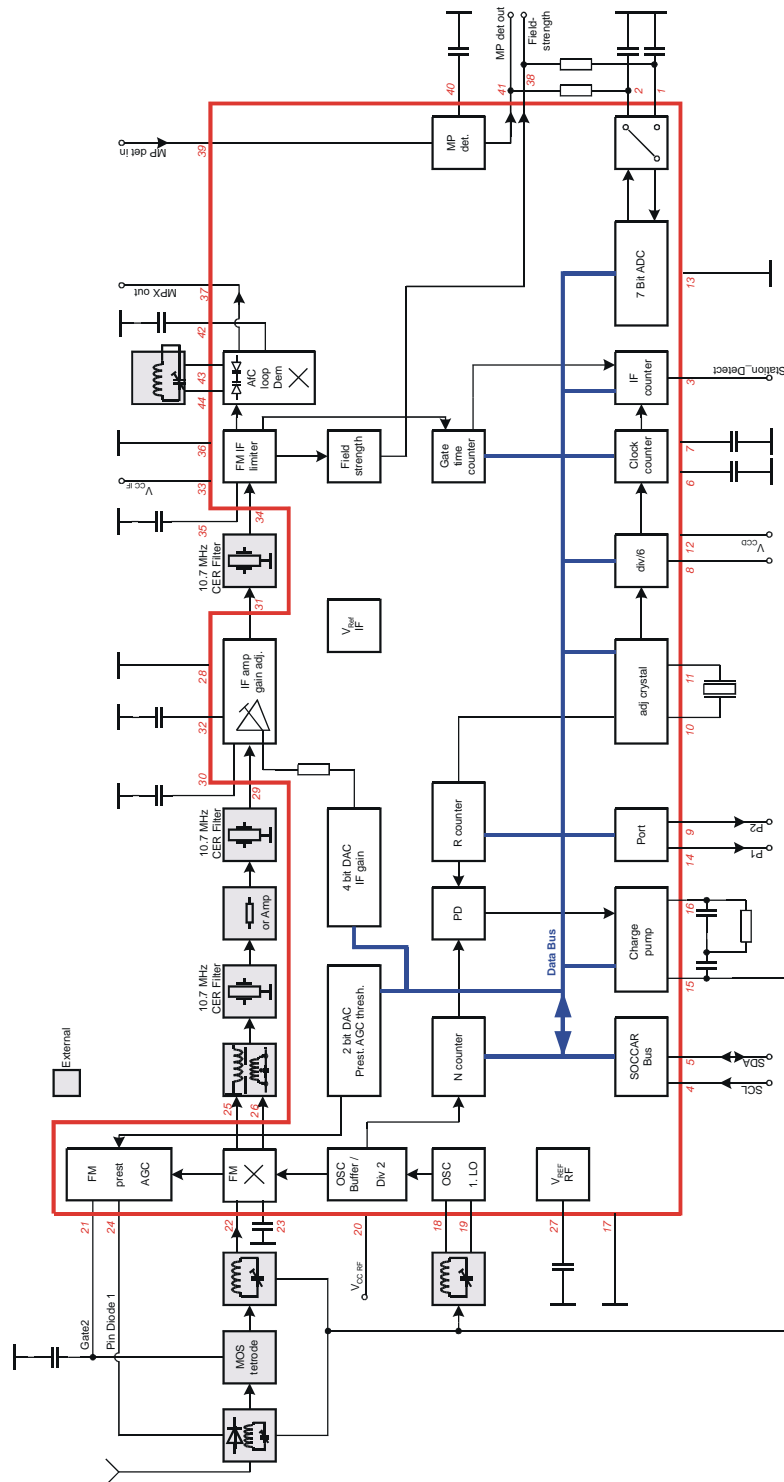 External
Gate2
Pin Diode 1
MOS
tetrode
21
24
22
23
FM
prest
AGC
FM
25
26
10.7 MHz
CER Filter
or Amp
10.7 MHz
CER Filter
30
29
32
28
IF amp
gain adj.
31
10.7 MHz
CER Filter
35
34
33
VCC IF
36
FM IF
limiter
44
43
42
37
AFC
loop
Dem
MPX out
39
MP det in
40
41
38
MP det out
Field-
strength
MP
det.
2
1
20
VCC RF
OSC
Buffer /
Div 2
18
19
OSC
1. LO
27
VREF
RF
17
2 bit DAC
Prest. AGC thresh.
4 bit DAC
IF gain
VRef
IF
Field
strength
N counter
PD
R counter
Gate
time
counter
Data Bus
SOCCAR
Bus
Charge
pump
Port
adj crystal
div/6
Clock
counter
IF
counter
7 Bit ADC
4
5
SCL
SDA
15
16
14
9
P1
P2
10
11
8
12
VCCD
6
7
3
Station_Detect
13